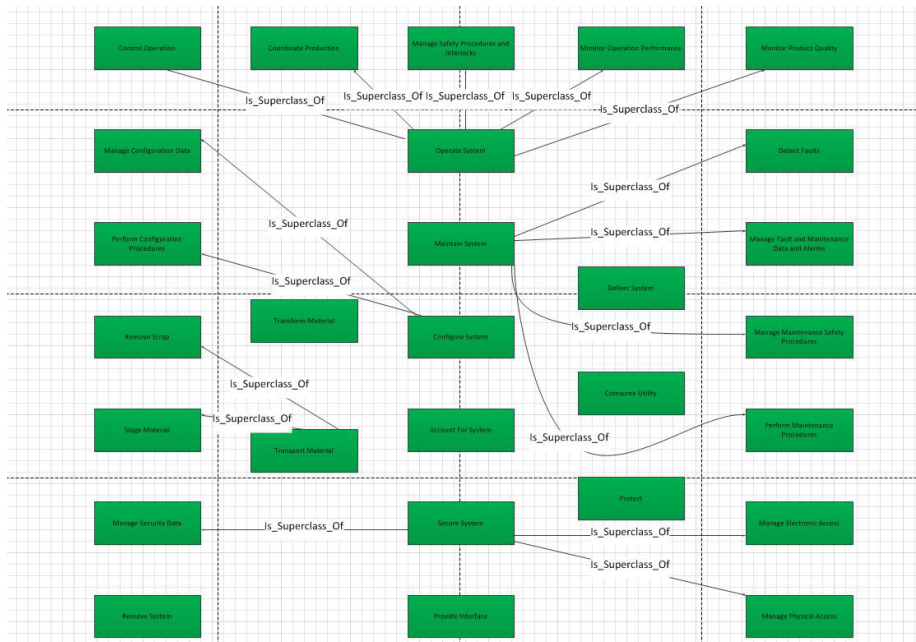 Control Operation
Coordinate Production
Manage Safety Procedures and
Interlocks
Monitor Operation Performance
Monitor Product Quality
Is_Superclass_Of
Is_Superclass_Of
Is_Superclass_Of
Is_Superclass_Of
Is_Superclass_Of
Manage Configuration Data
Operate System
Detect Faults
Is_Superclass_Of
Is_Superclass_Of
Is_Superclass_Of
Perform Configuration
Procedures
Maintain System
Manage Fault and Maintenance
Data and Alarms
Is_Superclass_Of
Deliver System
Transform Material
Is_Superclass_Of
Remove Scrap
Configure System
Manage Maintenance Safety
Procedures
Is_Superclass_Of
Comsume Utility
Is_Superclass_Of
Stage Material
Account For System
Is_Superclass_Of
Perform Maintenance
Procedures
Transport Material
Protect
Manage Security Data
Is_Superclass_Of
Secure System
Is_Superclass_Of
Manage Electronic Access
Is_Superclass_Of
Remove System
Provide Interface
Manage Physical Access